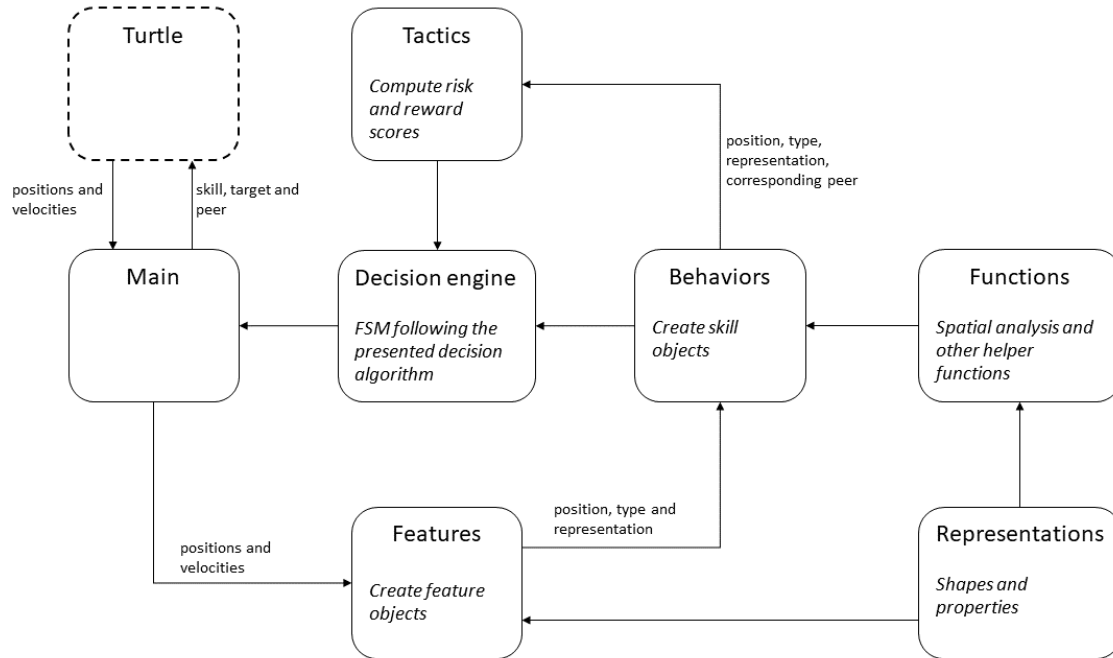 Turtle
Tactics
Compute risk
and reward
scores
position, type,
representation,
corresponding peer
positions and
velocities
skill, target and
peer
Main
Decision engine
FSM following the
presented decision
algorithm
Behaviors
Create skill
objects
Functions
Spatial analysis and
other helper
functions
positions and
velocities
Features
Create feature
objects
position, type and
representation
Representations
Shapes and
properties